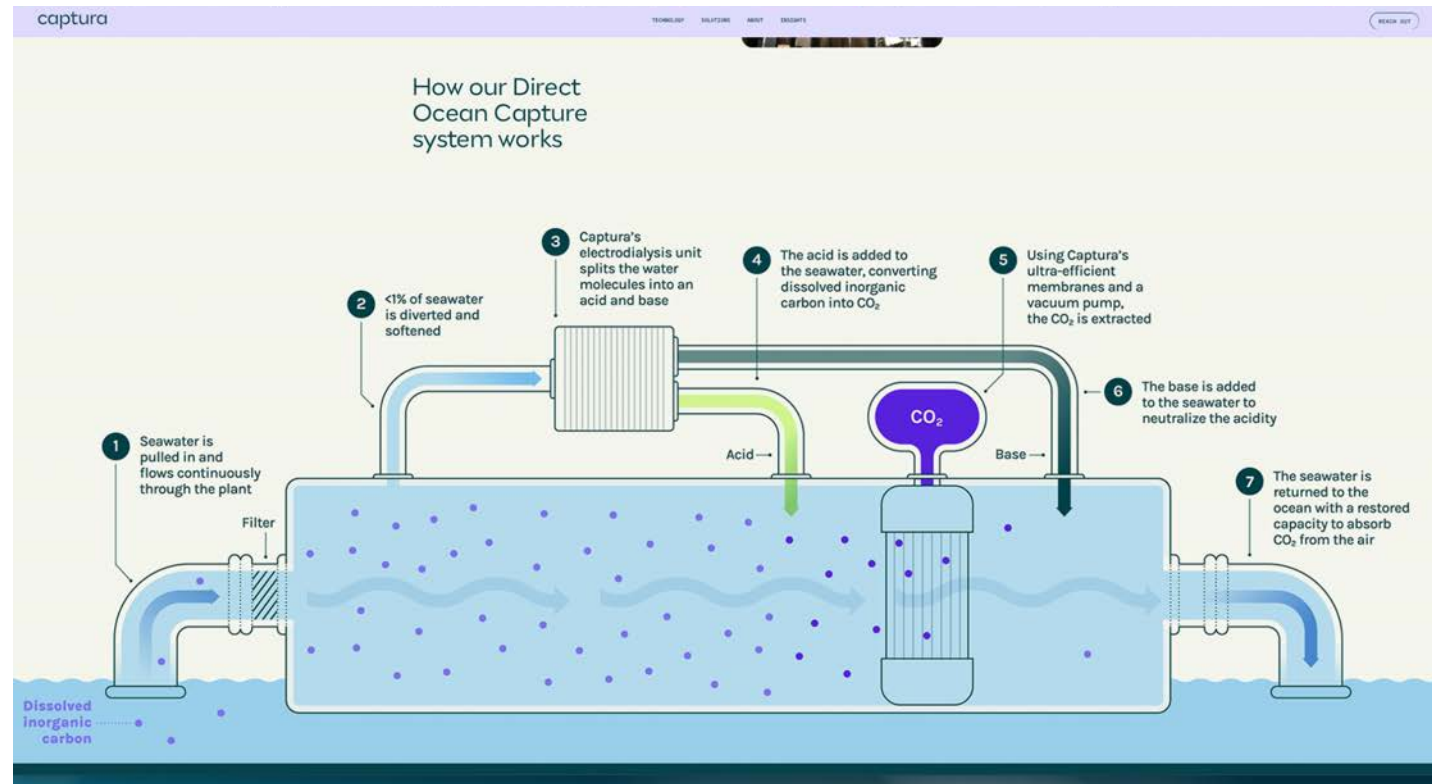 captura
TECHNOLOGY
SOLUTIONS
ABOUT
INSIGHTS
REACH OUT
How our Direct
Ocean Capture
system works
1
Seawater is
pulled in and
flows continuously
through the plant
Filter
2
<1% of seawater
is diverted and
softened
3
Captura's
electrodialysis unit
splits the water
molecules into an
acid and base
4
The acid is added to
the seawater, converting
dissolved inorganic
carbon into CO₂
Acid
5
Using Captura's
ultra-efficient
membranes and a
vacuum pump,
the CO₂ is extracted
CO₂
Base
6
The base is added
to the seawater to
neutralize the acidity
7
The seawater is
returned to the
ocean with a restored
capacity to absorb
CO₂ from the air
Dissolved
inorganic
carbon